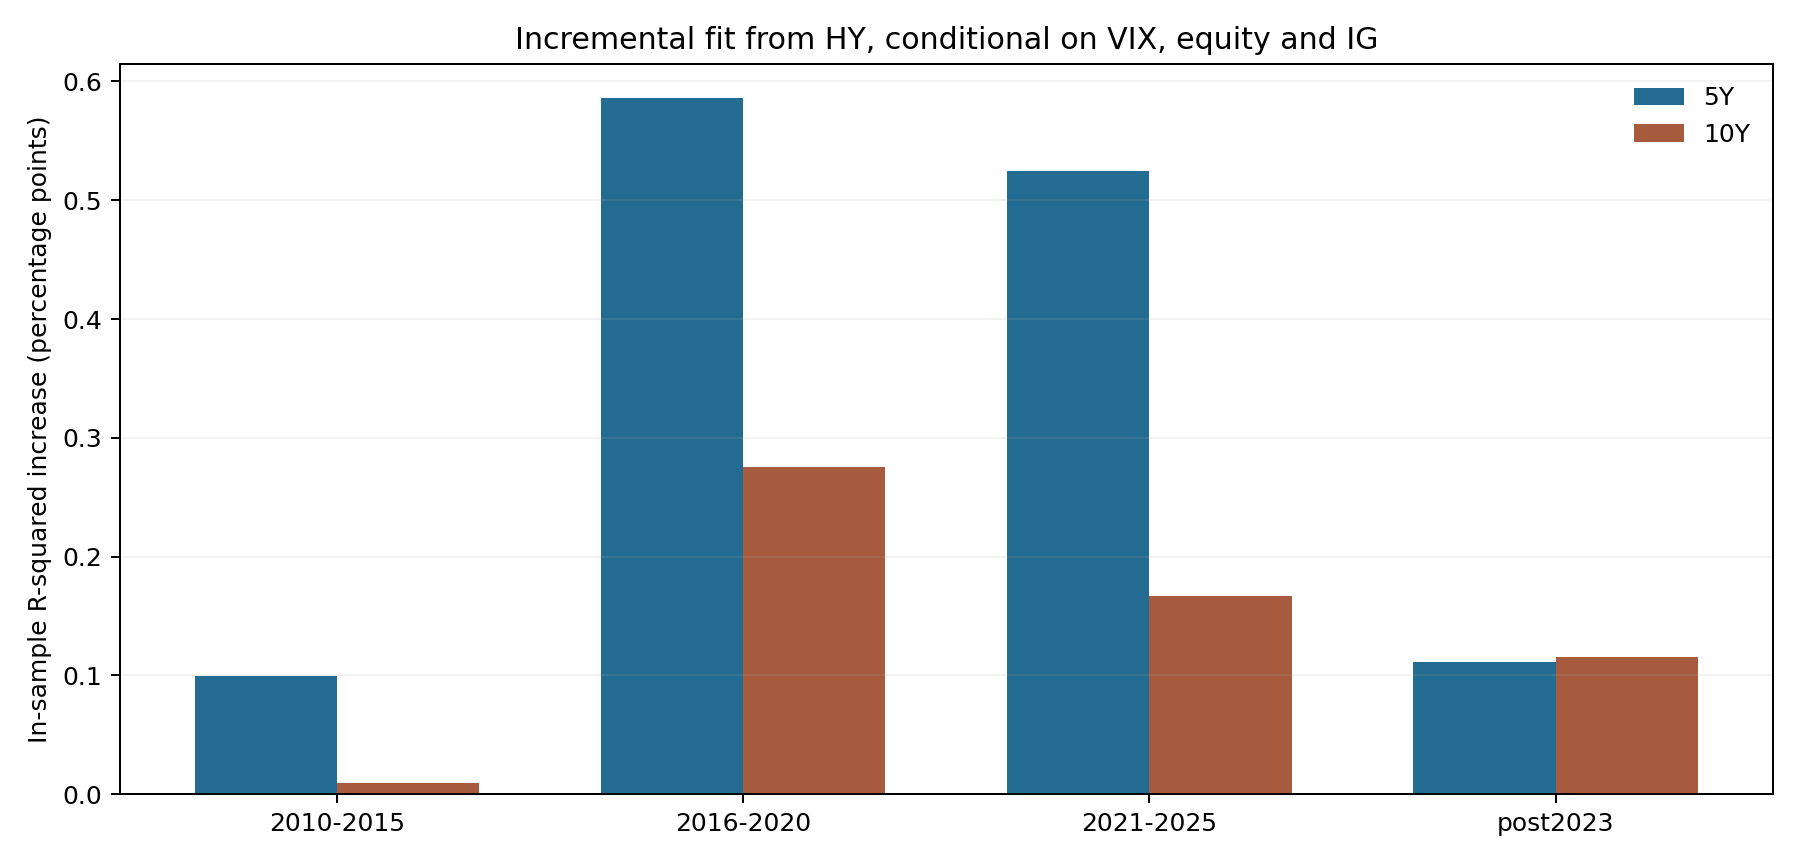 Incremental fit from HY, conditional on VIX, equity and IG
In-sample R-squared increase (percentage points)
0.6
0.5
0.4
0.3
0.2
0.1
0.0
5Y
10Y
2010-2015
2016-2020
2021-2025
post2023